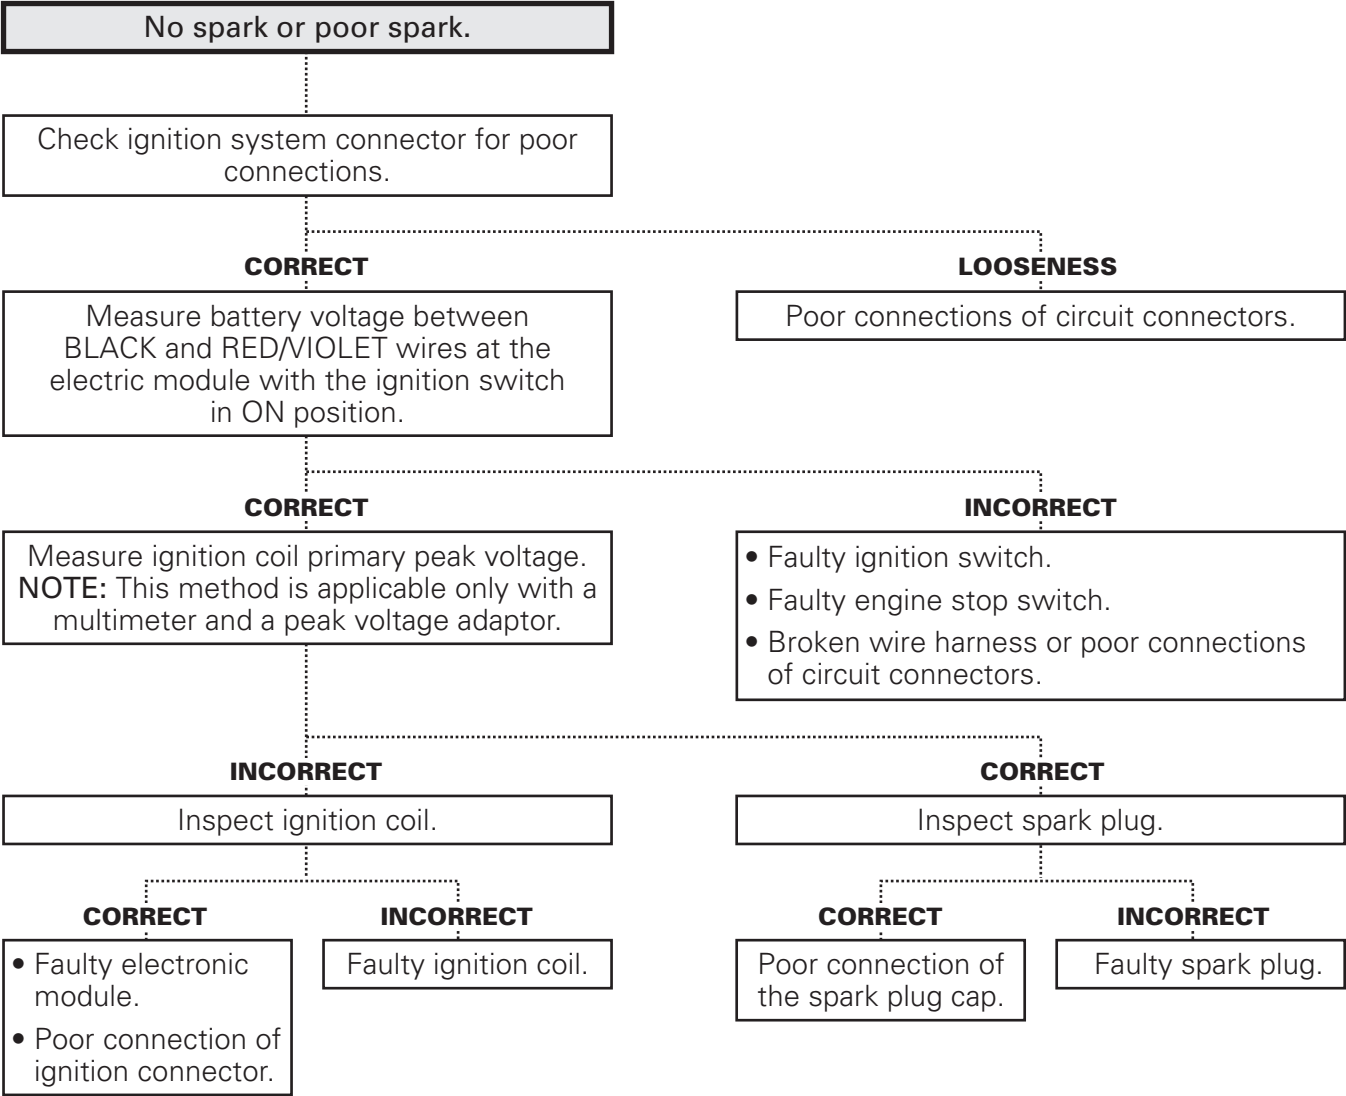 No spark or poor spark.
Check ignition system connector for poor
connections.
CORRECT
LOOSENESS
Measure battery voltage between
BLACK and RED/VIOLET wires at the
electric module with the ignition switch
in ON position.
Poor connections of circuit connectors.
CORRECT
INCORRECT
Measure ignition coil primary peak voltage.
NOTE: This method is applicable only with a
multimeter and a peak voltage adaptor.
• Faulty ignition switch.
• Faulty engine stop switch.
• Broken wire harness or poor connections
of circuit connectors.
INCORRECT
CORRECT
Inspect ignition coil.
Inspect spark plug.
CORRECT
INCORRECT
CORRECT
INCORRECT
• Faulty electronic
module.
• Poor connection of
ignition connector.
Faulty ignition coil.
Poor connection of
the spark plug cap.
Faulty spark plug.